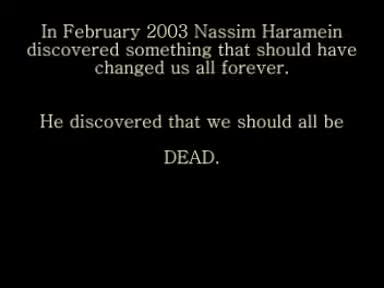 In February 2003 Nassim Haramein
discovered something that should have
changed us all forever.
He discovered that we should all be
DEAD.